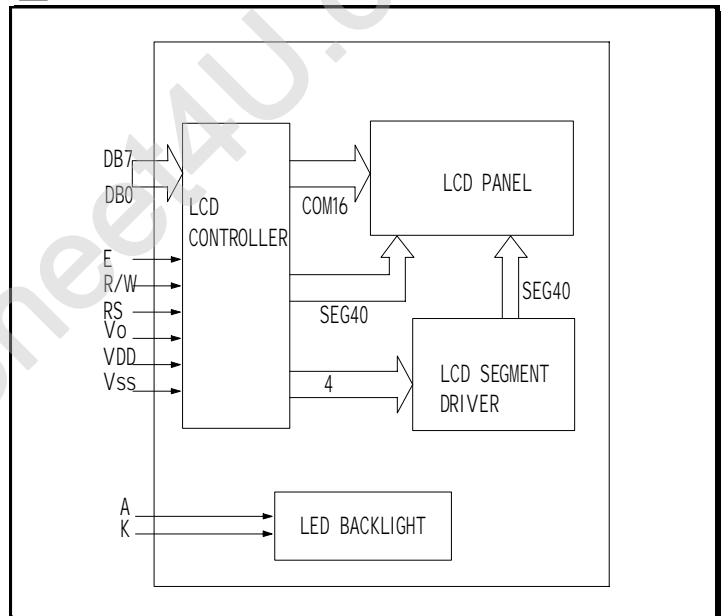 DB7
DB0
LCD
CONTROLLER
COM16
LCD PANEL
E
R/W
RS
Vo
VDD
Vss
SEG40
SEG40
4
LCD SEGMENT
DRIVER
A
K
LED BACKLIGHT
neet4U.c